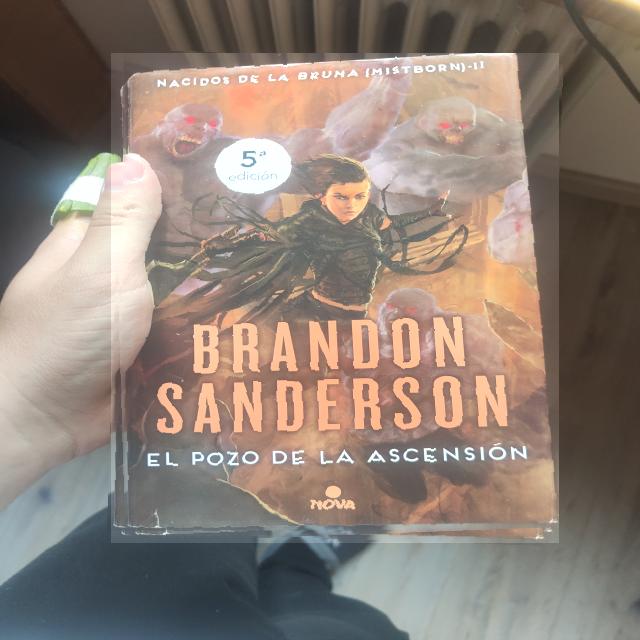 NACIDOS DE LA BRUMA [MISTBORN]-II
5ª
edición
BRANDON
SANDERSON
EL POZO DE LA ASCENSIÓN
nova